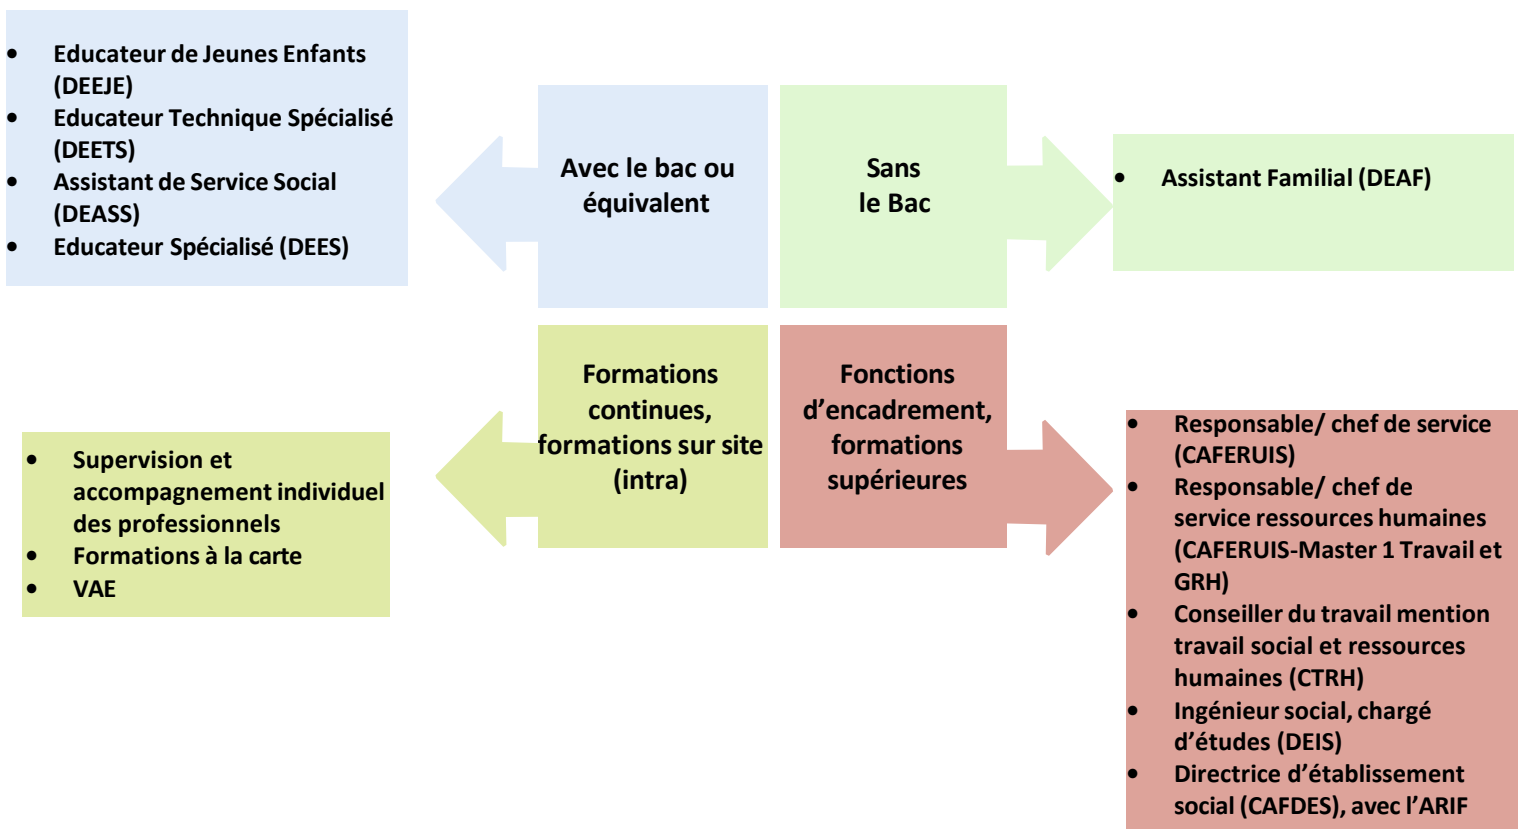 • Educateur de Jeunes Enfants
(DEEJE)
• Educateur Technique Spécialisé
(DEETS)
• Assistant de Service Social
(DEASS)
• Educateur Spécialisé (DEES)
Avec le bac ou
équivalent
Sans
le Bac
• Assistant Familial (DEAF)
Formations
continues,
formations sur site
(intra)
Fonctions
d’encadrement,
formations
supérieures
• Supervision et
accompagnement individuel
des professionnels
• Formations à la carte
• VAE
• Responsable/ chef de service
(CAFERUIS)
• Responsable/ chef de
service ressources humaines
(CAFERUIS-Master 1 Travail et
GRH)
• Conseiller du travail mention
travail social et ressources
humaines (CTRH)
• Ingénieur social, chargé
d’études (DEIS)
• Directrice d’établissement
social (CAFDES), avec l’ARIF